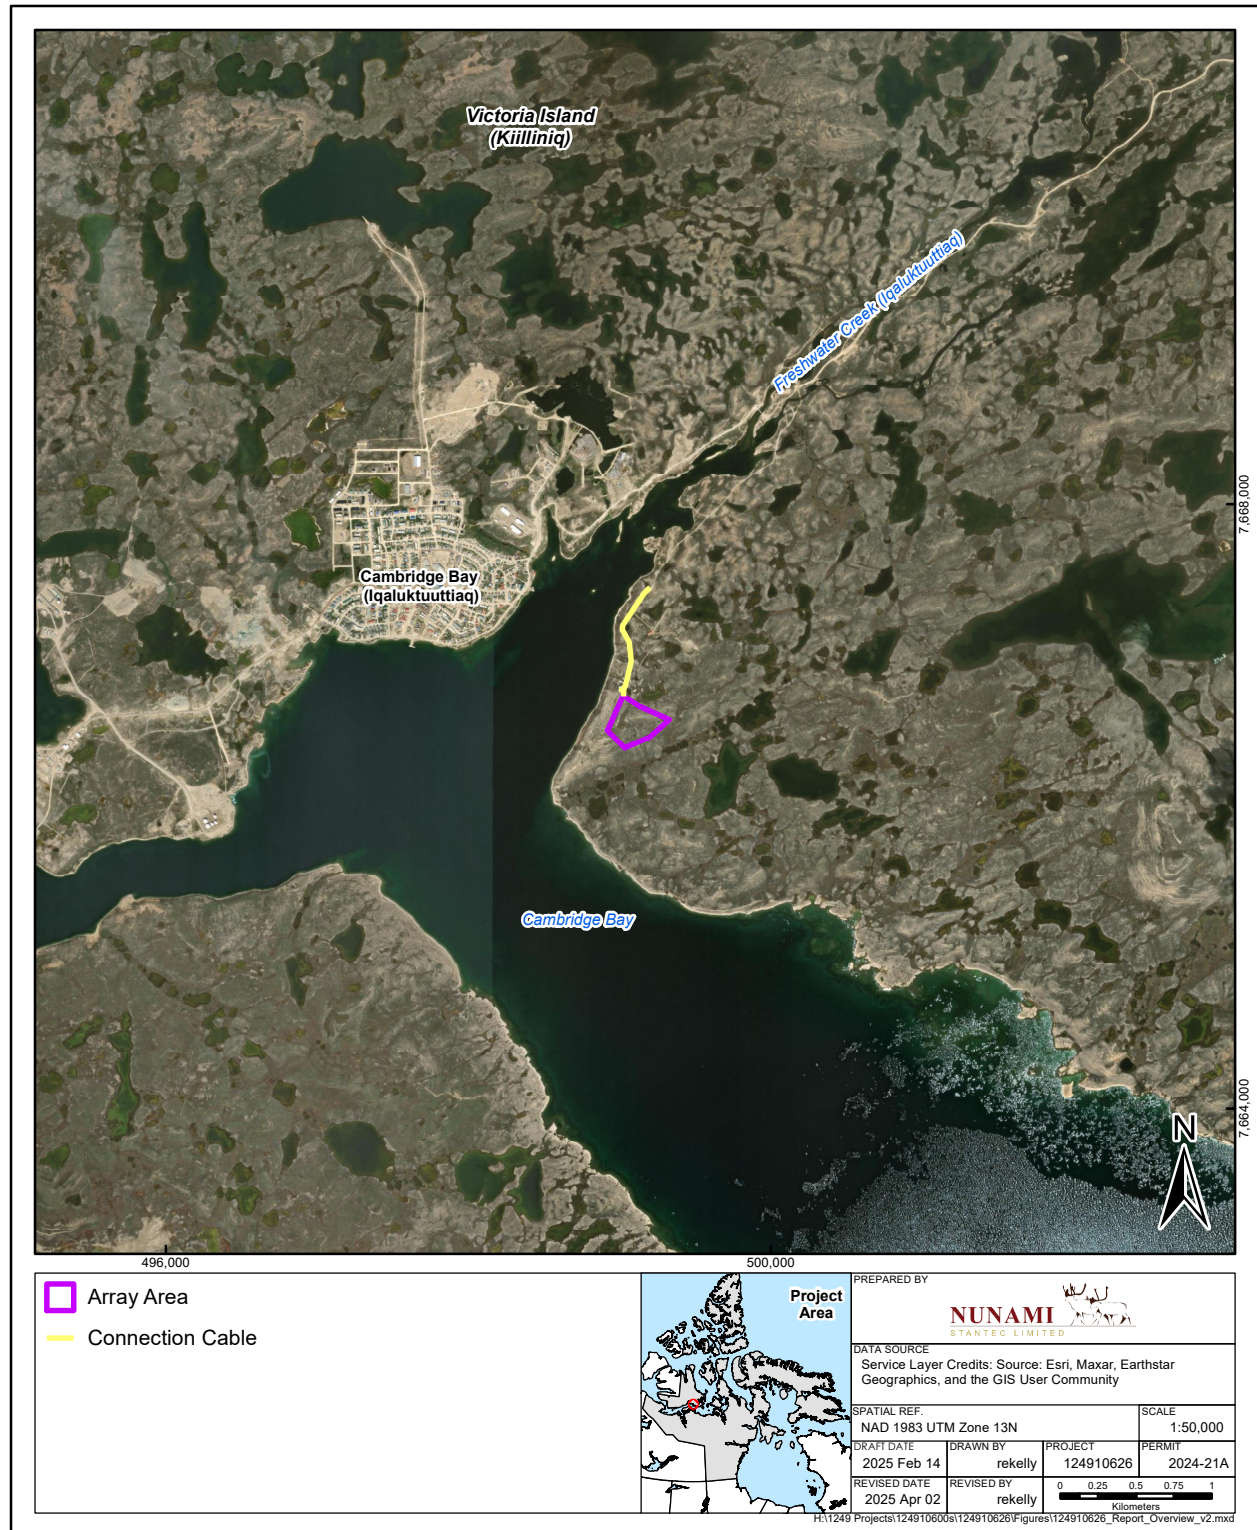 Victoria Island
(Kiilliniq)
Freshwater Creek (Iqaluktuuttiaq)
7,668,000
Cambridge Bay
(Iqaluktuuttiaq)
Cambridge Bay
7,664,000
N
496,000
500,000
Array Area
Connection Cable
Project
Area
PREPARED BY
NUNAMI
STANTEC LIMITED
DATA SOURCE
Service Layer Credits: Source: Esri, Maxar, Earthstar
Geographics, and the GIS User Community
SPATIAL REF.
NAD 1983 UTM Zone 13N
SCALE
1:50,000
DRAFT DATE
2025 Feb 14
DRAWN BY
rekelly
PROJECT
124910626
PERMIT
2024-21A
REVISED DATE
2025 Apr 02
REVISED BY
rekelly
0 0.25 0.5 0.75 1
Kilometers
H:\1249 Projects\124910600s\124910626\Figures\124910626_Report_Overview_v2.mxd